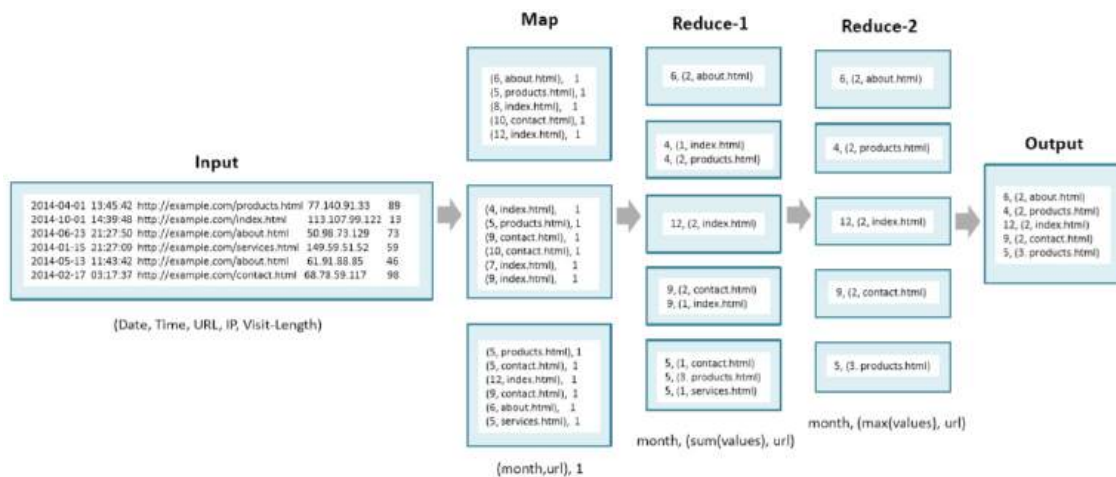 Map
Reduce-1
Reduce-2
Input
Output
2014-04-01 13:45:42 http://example.com/products.html 77.140.91.33 89
2014-10-01 14:39:48 http://example.com/index.html 113.107.99.122 13
2014-06-23 21:27:50 http://example.com/about.html 50.98.73.129 73
2014-01-15 21:27:09 http://example.com/services.html 149.59.51.52 59
2014-05-13 11:43:42 http://example.com/about.html 61.91.88.85 46
2014-02-17 03:17:37 http://example.com/contact.html 68.78.59.117 98
(Date, Time, URL, IP, Visit-Length)
(6, about.html), 1
(5, products.html), 1
(8, index.html), 1
(10, contact.html), 1
(12, index.html), 1
(4, index.html), 1
(5, products.html), 1
(9, contact.html), 1
(10, contact.html), 1
(7, index.html), 1
(9, index.html), 1
(5, products.html), 1
(5, contact.html), 1
(12, index.html), 1
(9, contact.html), 1
(6, about.html), 1
(5, services.html), 1
(month,url), 1
6, (2, about.html)
4, (1, index.html)
4, (2, products.html)
12, (2, index.html)
9, (2, contact.html)
9, (1, index.html)
5, (1, contact.html)
5, (3. products.html)
5, (1, services.html)
month, (sum(values), url)
6, (2, about.html)
4, (2, products.html)
12, (2, index.html)
9, (2, contact.html)
5, (3. products.html)
month, (max(values), url)
6, (2, about.html)
4, (2, products.html)
12, (2, index.html)
9, (2, contact.html)
5, (3. products.html)